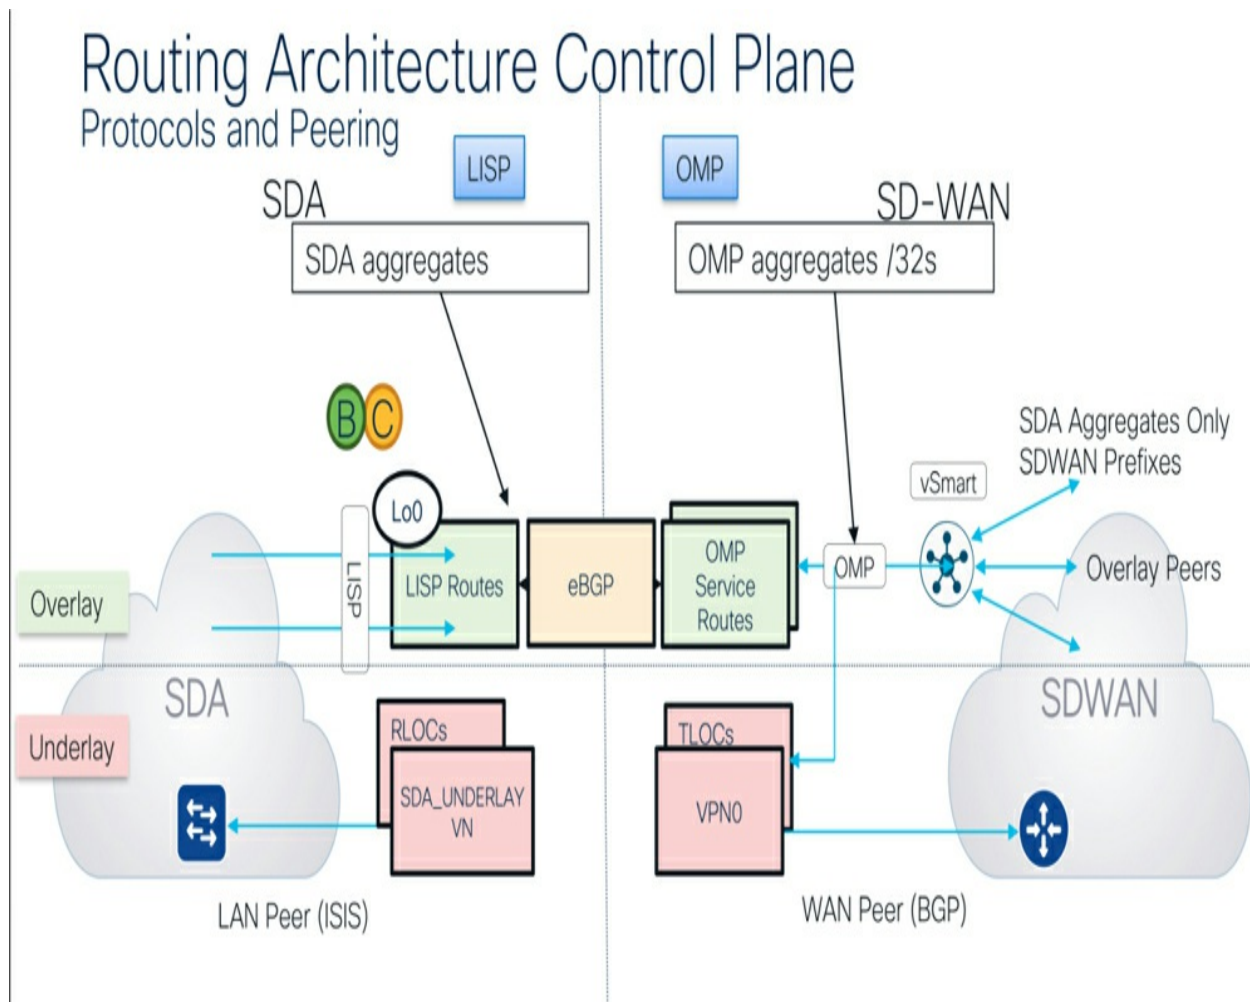 Routing Architecture Control Plane
Protocols and Peering
LISP
OMP
SDA
SD-WAN
SDA aggregates
OMP aggregates /32s
B
C
SDA Aggregates Only
SDWAN Prefixes
vSmart
Lo0
LISP
LISP Routes
eBGP
OMP
Service
Routes
OMP
Overlay Peers
Overlay
SDA
SDWAN
Underlay
RLOCs
SDA_UNDERLAY
VN
TLOCs
VPN0
LAN Peer (ISIS)
WAN Peer (BGP)